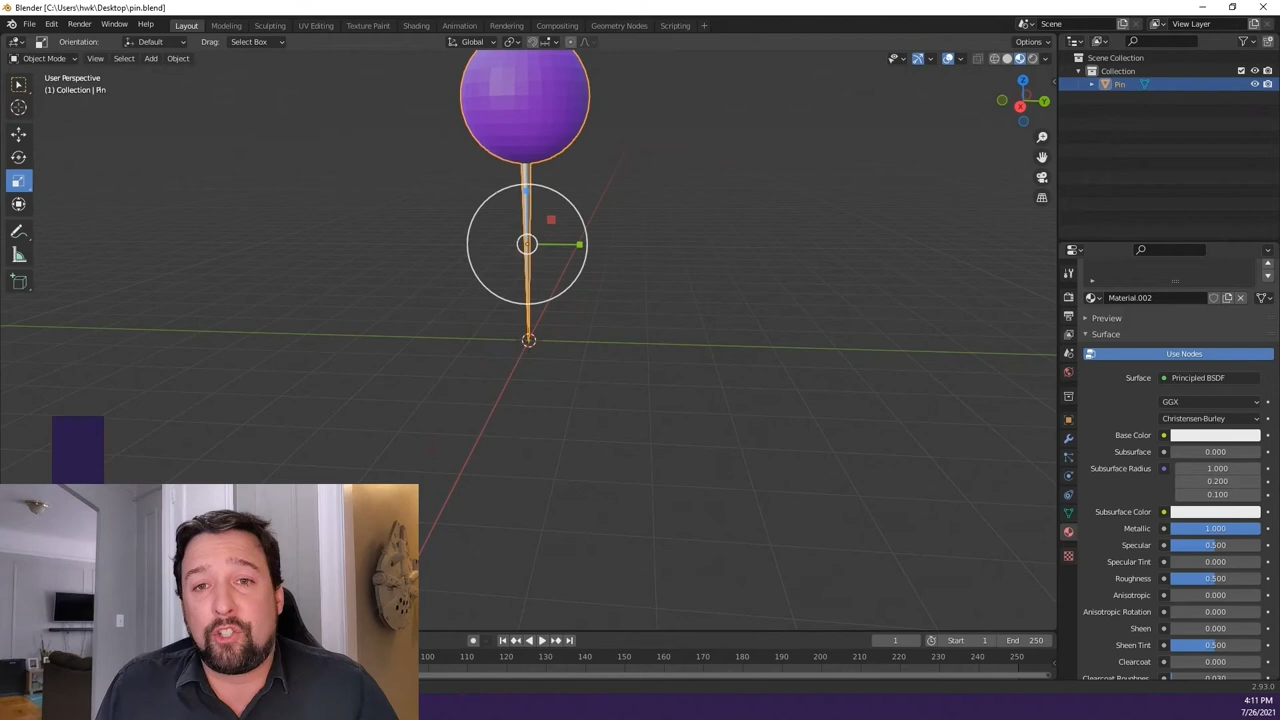 Blender [C:\Users\hwk\Desktop\pin.blend]
File Edit Render Window Help Layout Modeling Sculpting UV Editing Texture Paint Shading Animation Rendering Compositing Geometry Nodes Scripting + Scene View Layer
Orientation: Default Drag: Select Box Global Options
Object Mode View Select Add Object
User Perspective
(1) Collection | Pin
Scene Collection
Collection
Pin
Z
Y
X
Material.002
Preview
Surface
Use Nodes
Surface Principled BSDF
GGX
Christensen-Burley
Base Color
Subsurface 0.000
Subsurface Radius 1.000
0.200
0.100
Subsurface Color
Metallic 1.000
Specular 0.500
Specular Tint 0.000
Roughness 0.500
Anisotropic 0.000
Anisotropic Rotation 0.000
Sheen 0.000
Sheen Tint 0.500
Clearcoat 0.000
Clearcoat Roughness 0.030
1 Start 1 End 250
100 110 120 130 140 150 160 170 180 190 200 210 220 230 240 250
2.93.0
4:11 PM
7/26/2021